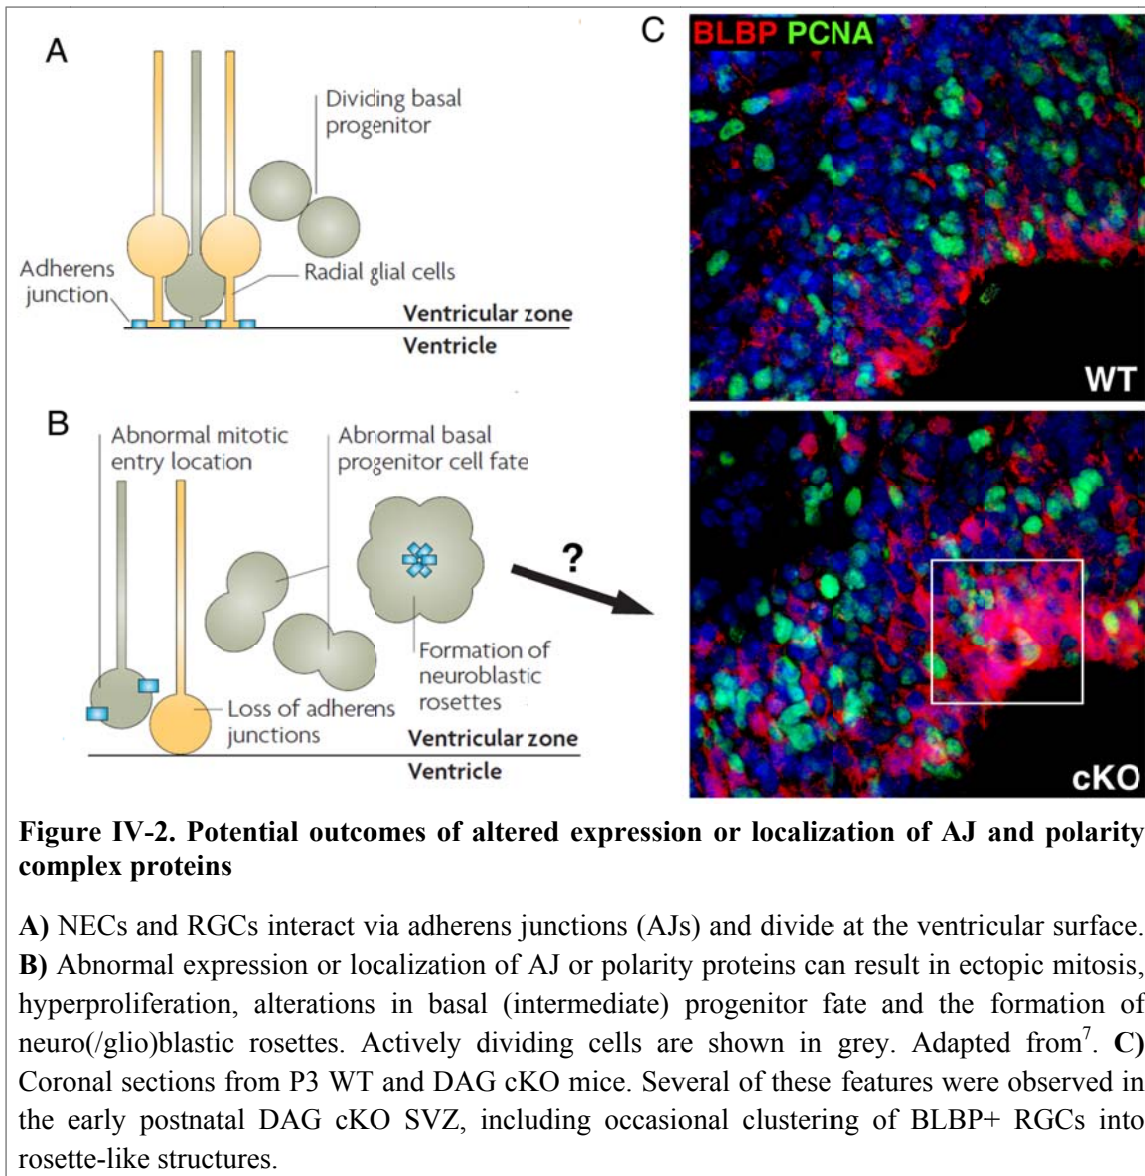 A
Dividing basal
progenitor
Adherens
junction
Radial glial cells
Ventricular zone
Ventricle
B
Abnormal mitotic
entry location
Abnormal basal
progenitor cell fate
?
Formation of
neuroblastic
rosettes
Loss of adherens
junctions
Ventricular zone
Ventricle
C
BLBP PCNA
WT
cKO
Figure IV-2. Potential outcomes of altered expression or localization of AJ and polarity
complex proteins
A) NECs and RGCs interact via adherens junctions (AJs) and divide at the ventricular surface.
B) Abnormal expression or localization of AJ or polarity proteins can result in ectopic mitosis,
hyperproliferation, alterations in basal (intermediate) progenitor fate and the formation of
neuro(/glio)blastic rosettes. Actively dividing cells are shown in grey. Adapted from7. C)
Coronal sections from P3 WT and DAG cKO mice. Several of these features were observed in
the early postnatal DAG cKO SVZ, including occasional clustering of BLBP+ RGCs into
rosette-like structures.